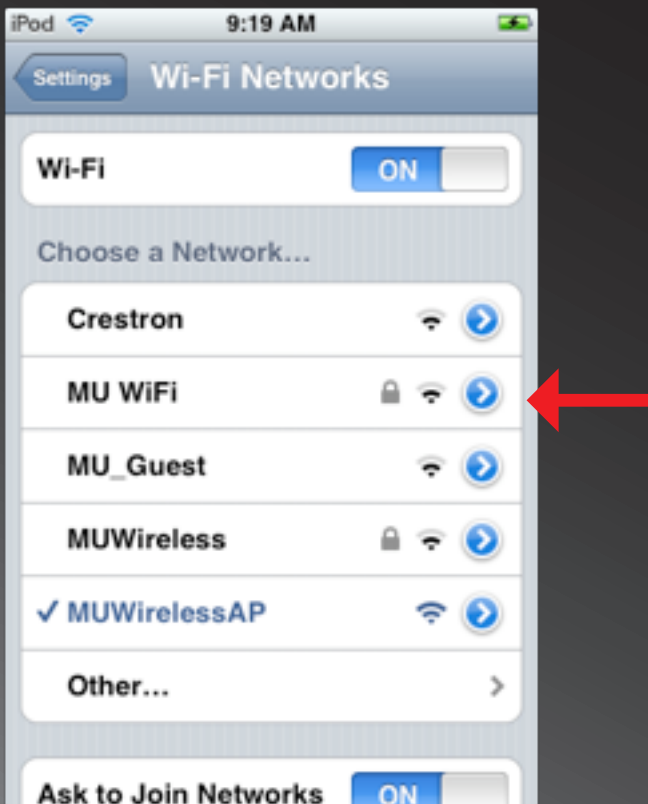 iPod 9:19 AM
Settings Wi-Fi Networks
Wi-Fi ON
Choose a Network...
Crestron
MU WiFi
MU_Guest
MUWireless
MUWirelessAP
Other...
Ask to Join Networks ON